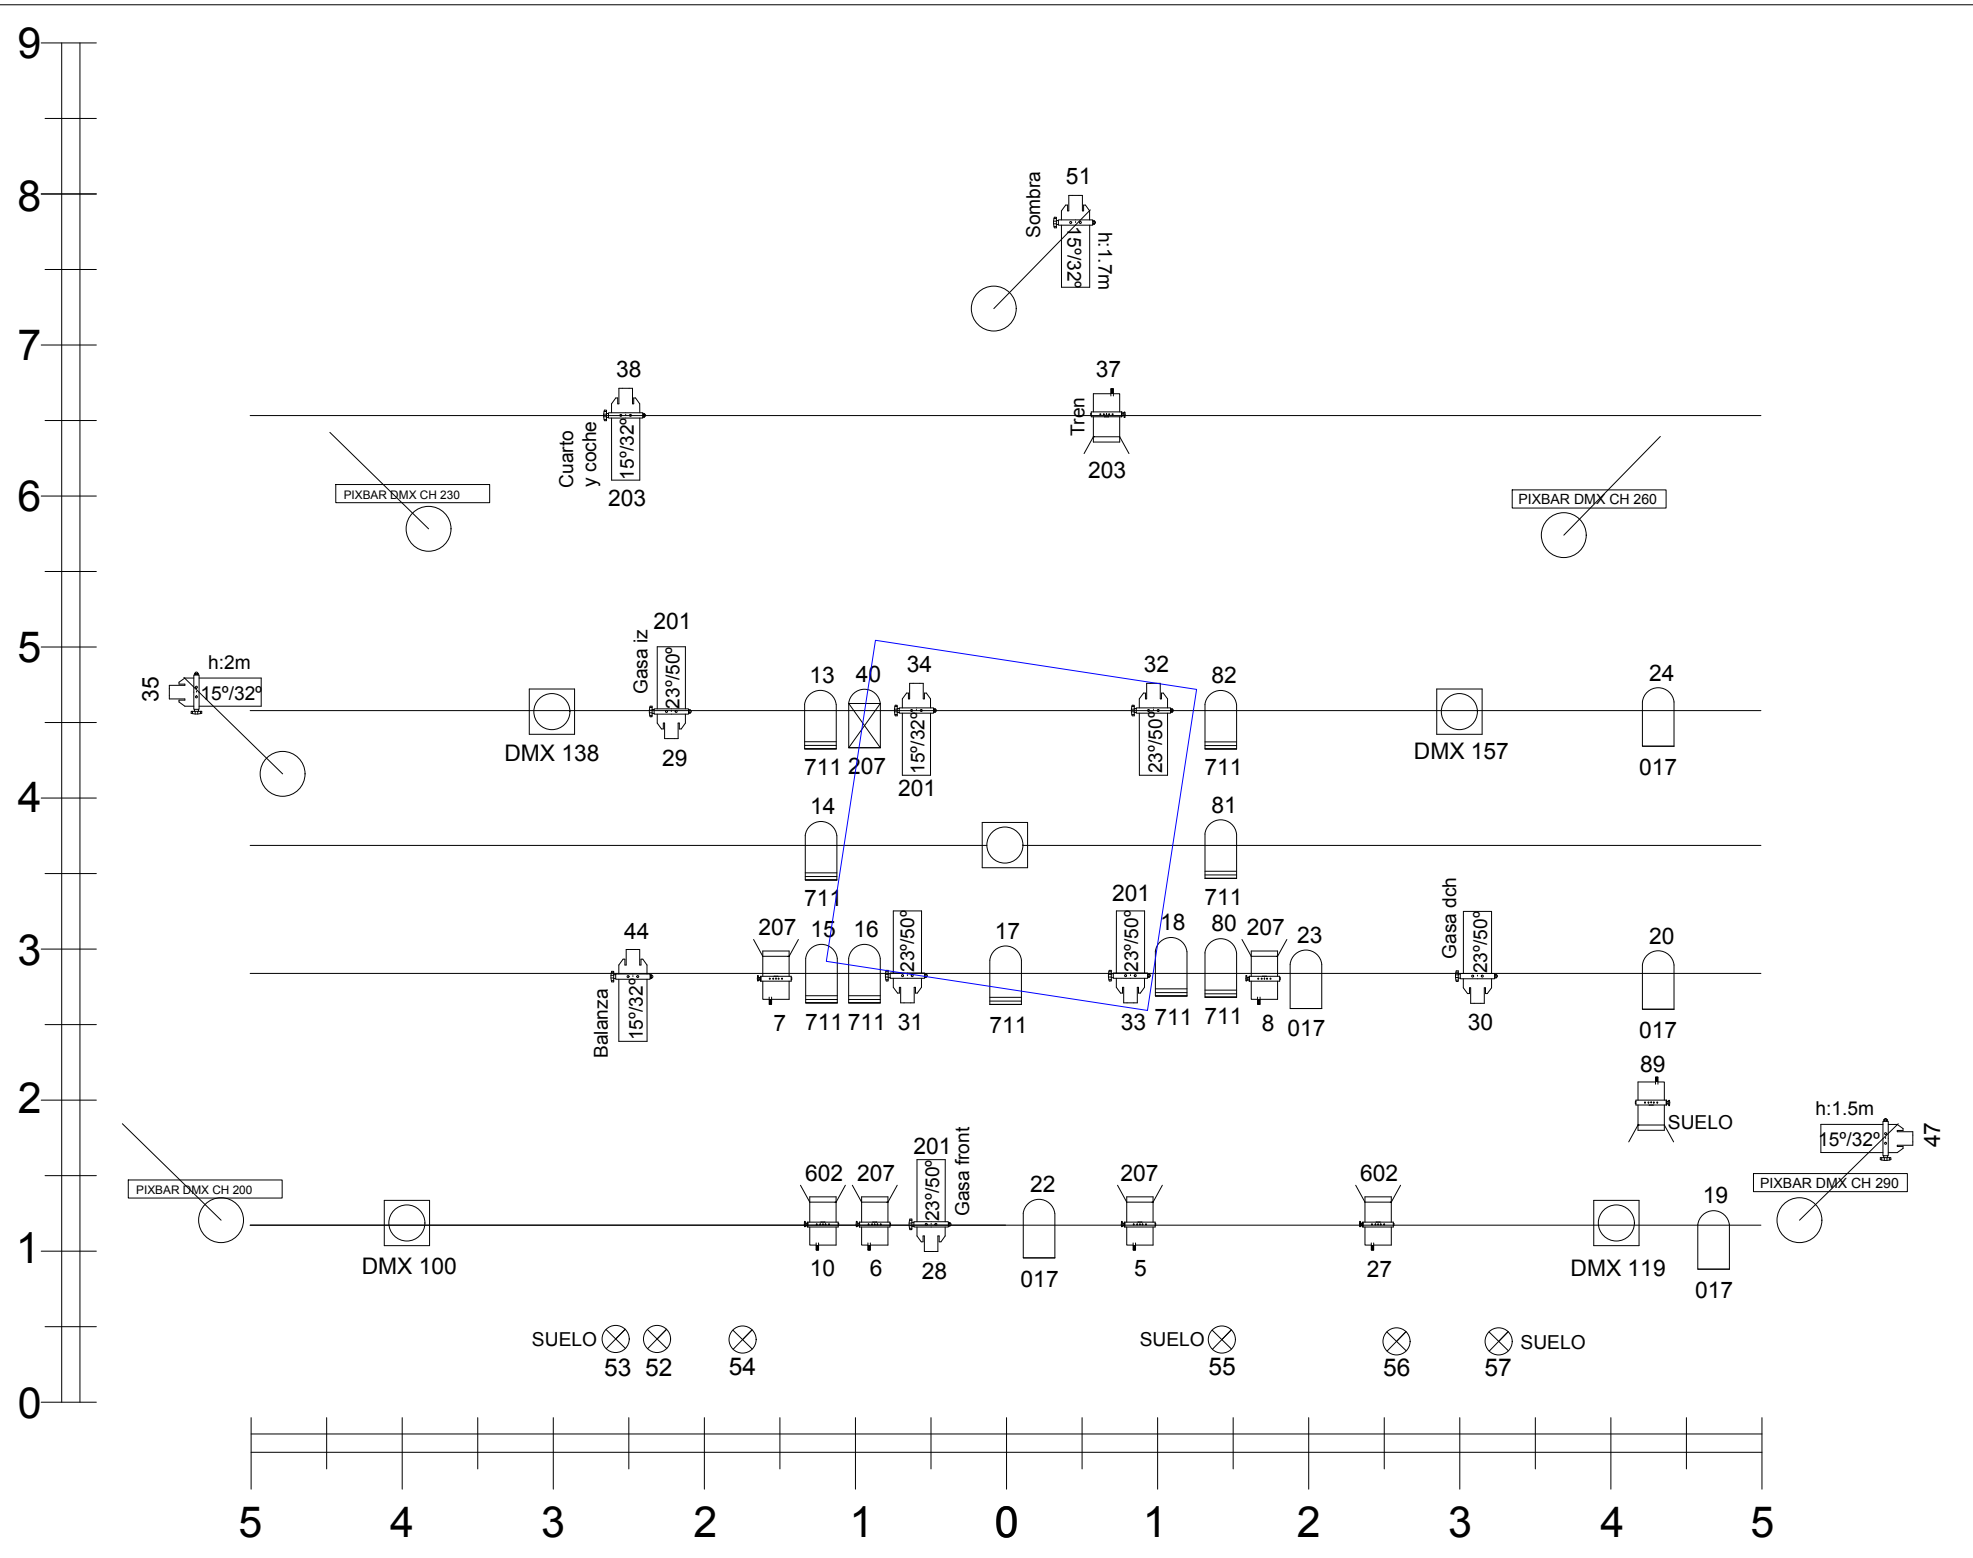 9
8
7
6
5
4
3
2
1
0
51
Sombra
15º/32º
h:1.7m
38
37
Cuarto
y coche
15º/32º
203
Tren
203
PIXBAR DMX CH 230
PIXBAR DMX CH 260
35
h:2m
15º/32º
DMX 138
201
Gasa iz
23º/50º
29
13
711
40
207
34
15º/32º
201
32
23º/50º
82
711
DMX 157
24
017
14
711
81
711
44
Balanza
15º/32º
207
7
15
711
16
711
23º/50º
31
17
711
201
23º/50º
33
18
711
80
711
207
8
23
017
Gasa dch
23º/50º
30
20
017
89
SUELO
h:1.5m
15º/32º
47
PIXBAR DMX CH 200
PIXBAR DMX CH 290
DMX 100
602
10
207
6
201
23º/50º
Gasa front
28
22
017
207
5
602
27
DMX 119
19
017
SUELO
53
52
54
SUELO
55
56
57
SUELO
5 4 3 2 1 0 1 2 3 4 5